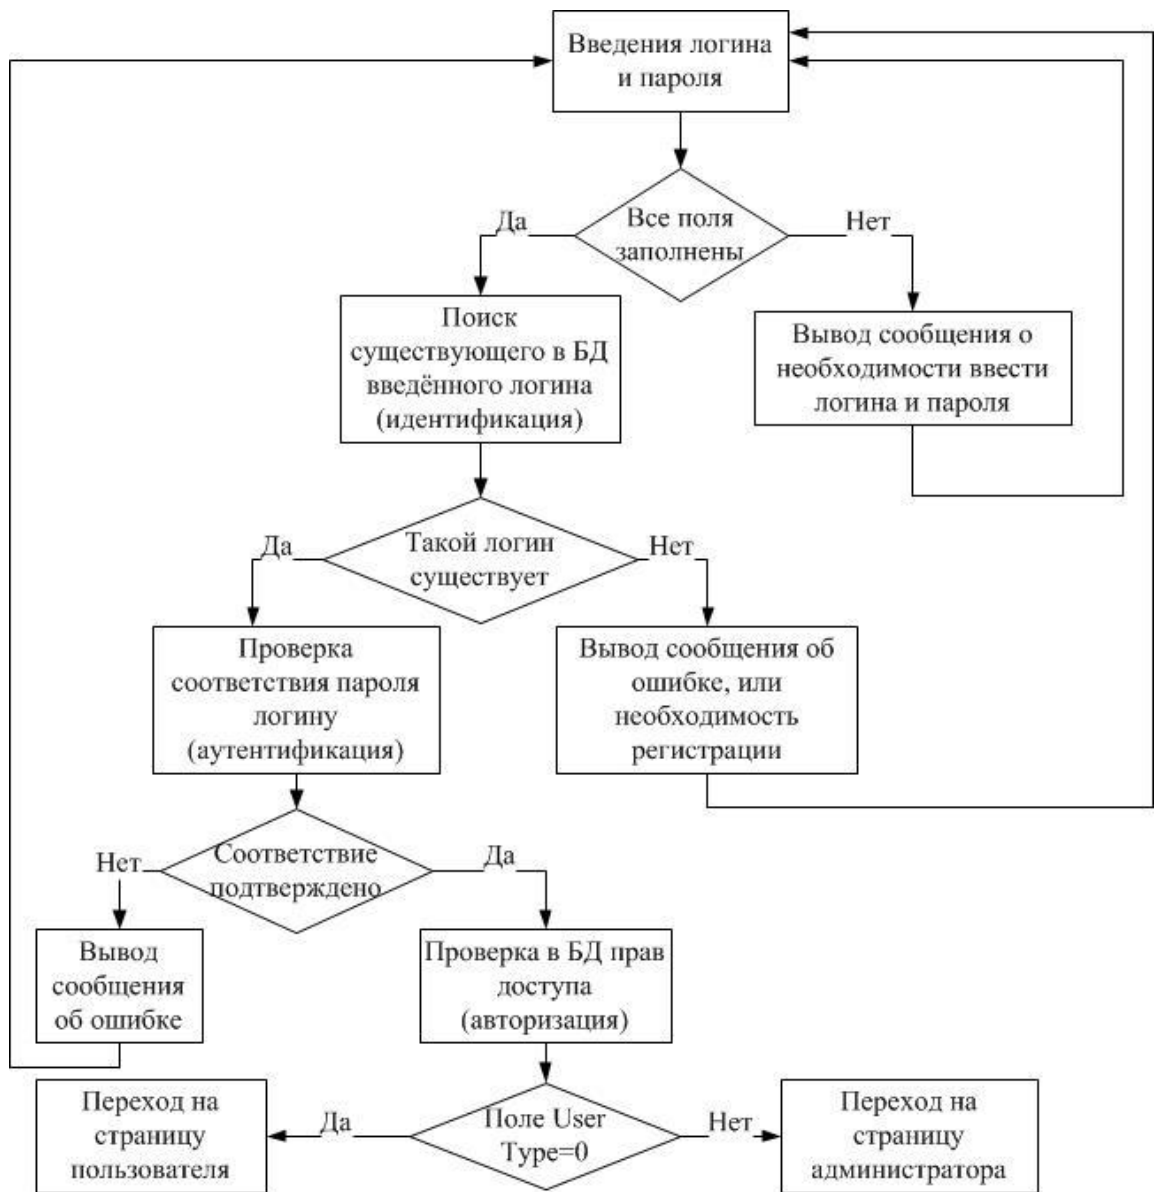 Введения логина
и пароля
Все поля
заполнены
Да
Нет
Поиск
существующего в БД
введённого логина
(идентификация)
Вывод сообщения о
необходимости ввести
логина и пароля
Такой логин
существует
Да
Нет
Проверка
соответствия пароля
логину
(аутентификация)
Вывод сообщения об
ошибке, или
необходимость
регистрации
Соответствие
подтверждено
Нет
Да
Вывод
сообщения
об ошибке
Проверка в БД прав
доступа
(авторизация)
Поле User
Type=0
Да
Нет
Переход на
страницу
пользователя
Переход на
страницу
администратора